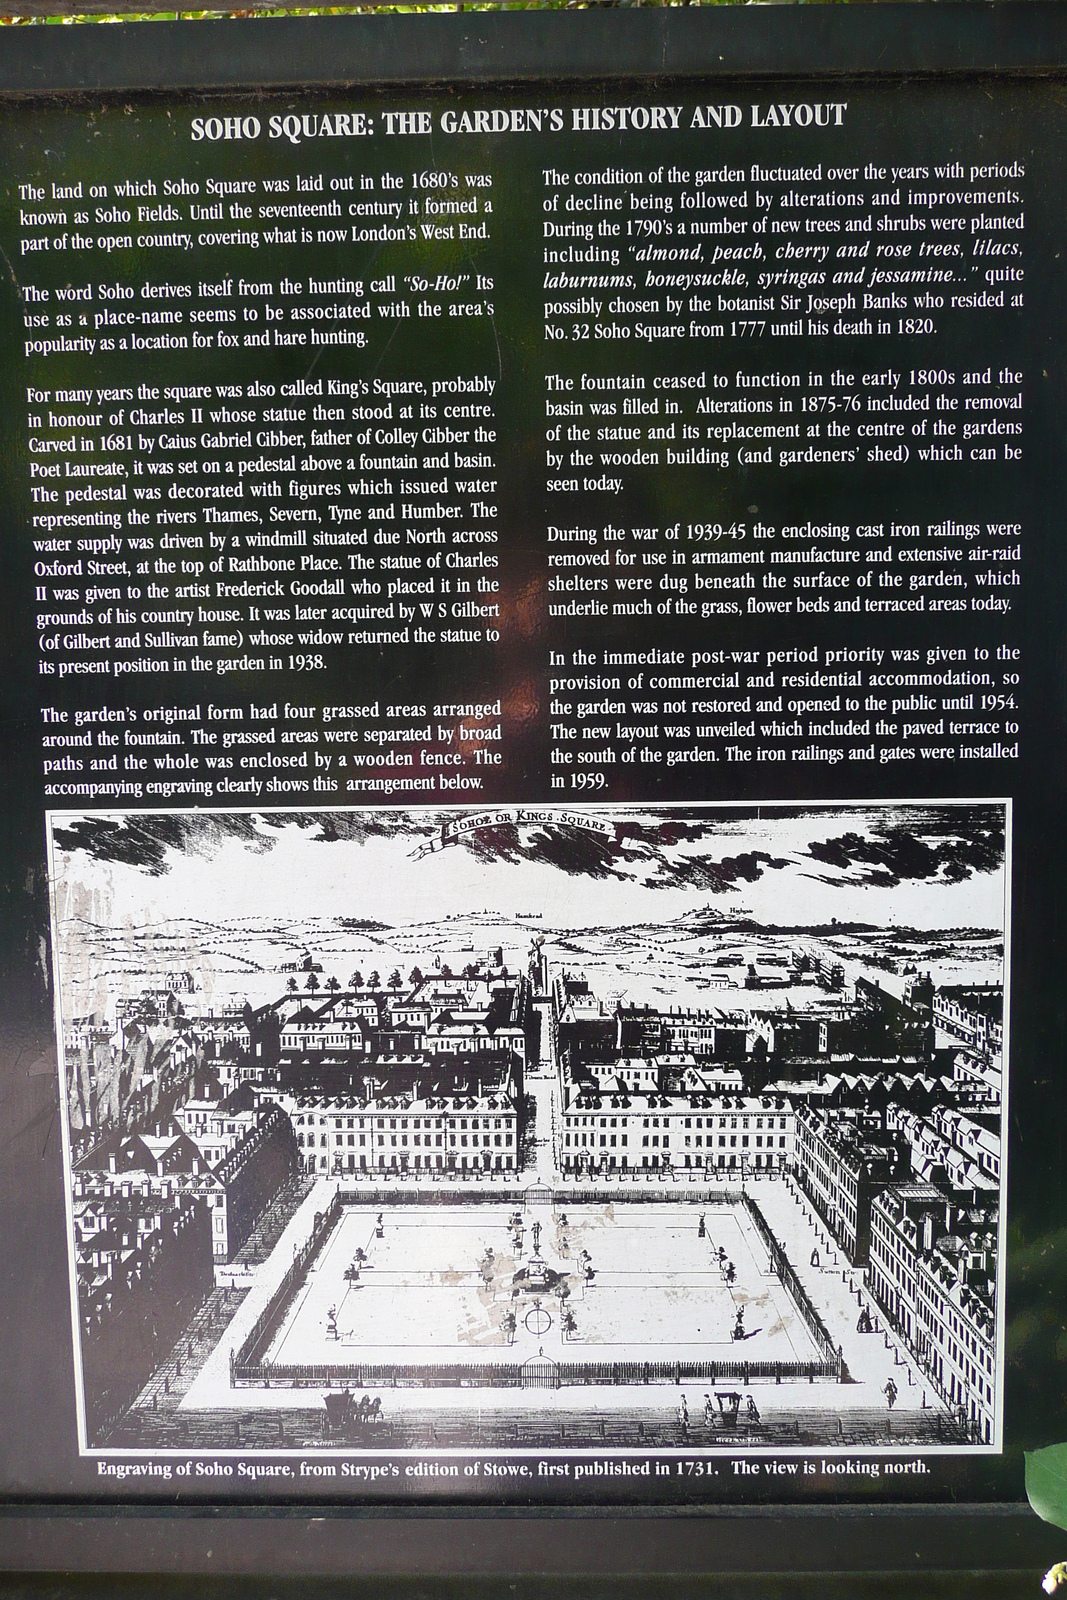 SOHO SQUARE: THE GARDEN'S HISTORY AND LAYOUT
The land on which Soho Square was laid out in the 1680's was
known as Soho Fields. Until the seventeenth century it formed a
part of the open country, covering what is now London's West End.
The word Soho derives itself from the hunting call "So-Ho!" Its
use as a place-name seems to be associated with the area's
popularity as a location for fox and hare hunting.
For many years the square was also called King's Square, probably
in honour of Charles II whose statue then stood at its centre.
Carved in 1681 by Caius Gabriel Cibber, father of Colley Cibber the
Poet Laureate, it was set on a pedestal above a fountain and basin.
The pedestal was decorated with figures which issued water
representing the rivers Thames, Severn, Tyne and Humber. The
water supply was driven by a windmill situated due North across
Oxford Street, at the top of Rathbone Place. The statue of Charles
II was given to the artist Frederick Goodall who placed it in the
grounds of his country house. It was later acquired by W S Gilbert
(of Gilbert and Sullivan fame) whose widow returned the statue to
its present position in the garden in 1938.
The garden's original form had four grassed areas arranged
around the fountain. The grassed areas were separated by broad
paths and the whole was enclosed by a wooden fence. The
accompanying engraving clearly shows this arrangement below.
The condition of the garden fluctuated over the years with periods
of decline being followed by alterations and improvements.
During the 1790's a number of new trees and shrubs were planted
including "almond, peach, cherry and rose trees, lilacs,
laburnums, honeysuckle, syringas and jessamine..." quite
possibly chosen by the botanist Sir Joseph Banks who resided at
No. 32 Soho Square from 1777 until his death in 1820.
The fountain ceased to function in the early 1800s and the
basin was filled in. Alterations in 1875-76 included the removal
of the statue and its replacement at the centre of the gardens
by the wooden building (and gardeners' shed) which can be
seen today.
During the war of 1939-45 the enclosing cast iron railings were
removed for use in armament manufacture and extensive air-raid
shelters were dug beneath the surface of the garden, which
underlie much of the grass, flower beds and terraced areas today.
In the immediate post-war period priority was given to the
provision of commercial and residential accommodation, so
the garden was not restored and opened to the public until 1954.
The new layout was unveiled which included the paved terrace to
the south of the garden. The iron railings and gates were installed
in 1959.
SOHOE OR KINGS SQUARE
Hamstead
Highgate
Engraving of Soho Square, from Strype's edition of Stowe, first published in 1731. The view is looking north.